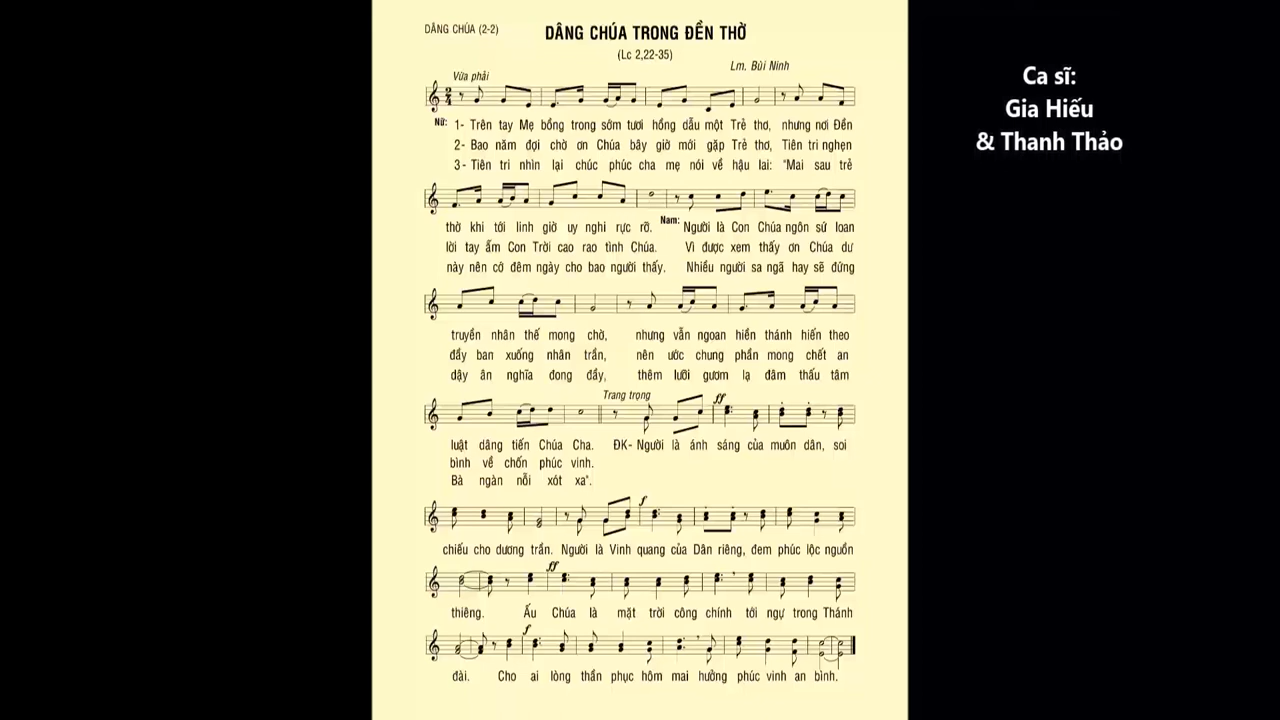 DÂNG CHÚA (2-2)
DÂNG CHÚA TRONG ĐỀN THỜ
(Lc 2,22-35)
Lm. Bùi Ninh
Vừa phải
Nữ: 1- Trên tay Mẹ bồng trong sớm tươi hồng dẫu một Trẻ thơ, nhưng nơi Đền
2- Bao năm đợi chờ ơn Chúa bây giờ mới gặp Trẻ thơ, Tiên tri nghẹn
3- Tiên tri nhìn lại chúc phúc cha mẹ nói về hậu lai: "Mai sau trẻ
thờ khi tới linh giờ uy nghi rực rỡ. Nam: Người là Con Chúa ngôn sứ loan
lời tay ẵm Con Trời cao rao tình Chúa. Vì được xem thấy ơn Chúa dư
này nên cớ đêm ngày cho bao người thấy. Nhiều người sa ngã hay sẽ đứng
truyền nhân thế mong chờ, nhưng vẫn ngoan hiền thánh hiến theo
đầy ban xuống nhân trần, nên ước chung phần mong chết an
dậy ân nghĩa đong đầy, thêm lưỡi gươm lạ đâm thấu tâm
Trang trọng
ff
luật dâng tiến Chúa Cha. ĐK- Người là ánh sáng của muôn dân, soi
bình về chốn phúc vinh.
Bà ngàn nỗi xót xa".
f
chiếu cho dương trần. Người là Vinh quang của Dân riêng, đem phúc lộc nguồn
ff
thiêng. Ấu Chúa là mặt trời công chính tới ngự trong Thánh
f
đài. Cho ai lòng thần phục hôm mai hưởng phúc vinh an bình.
Ca sĩ:
Gia Hiếu
& Thanh Thảo